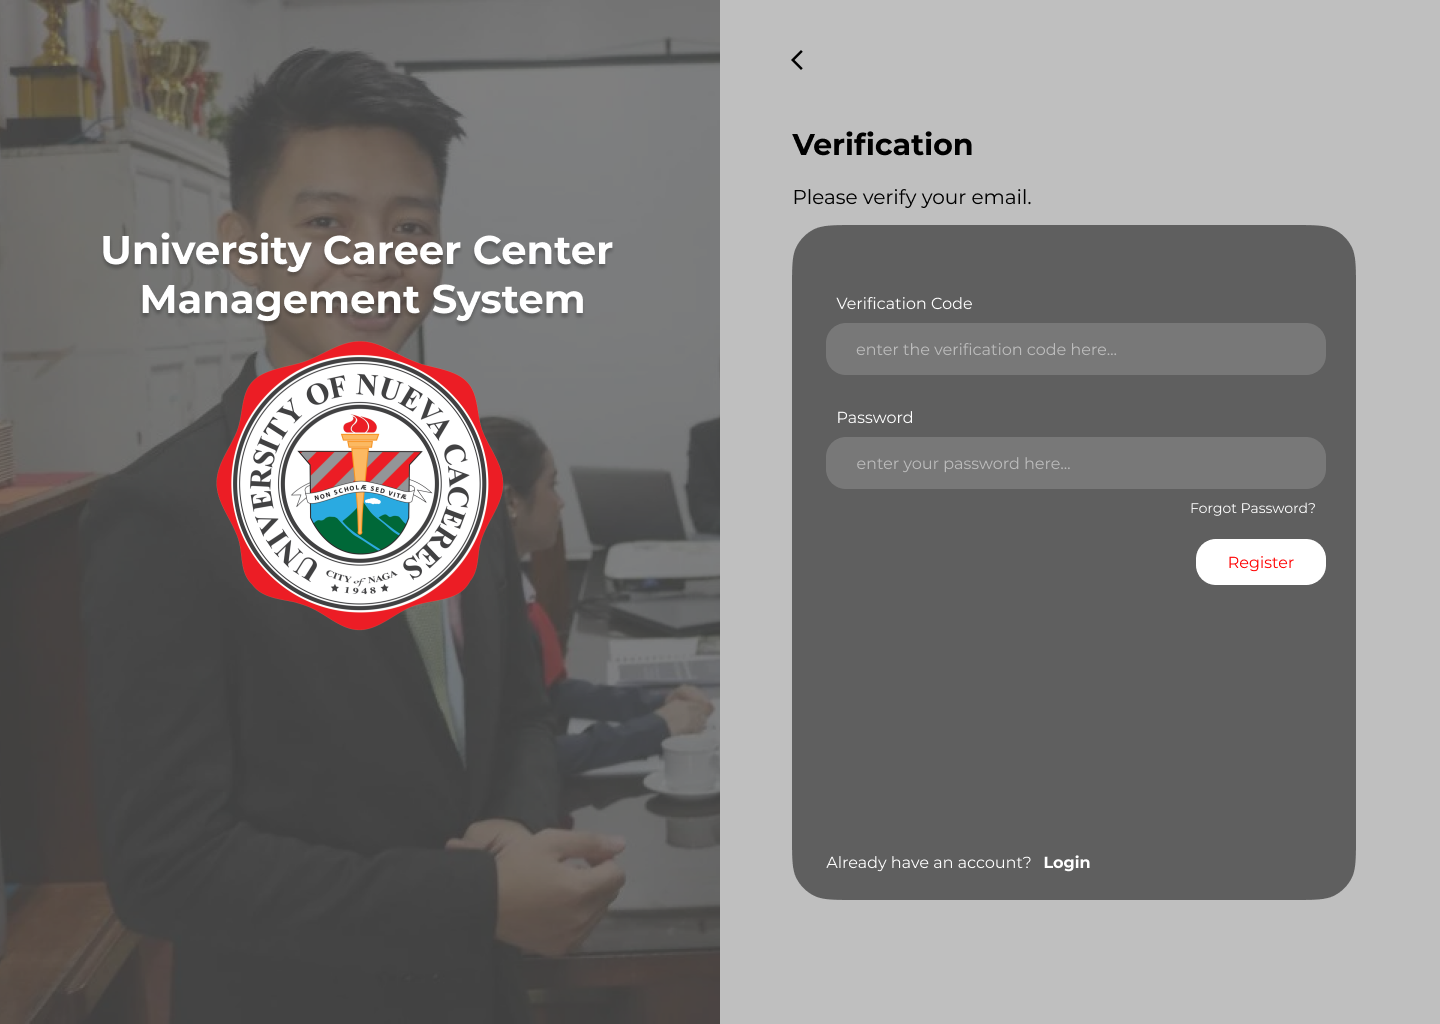 University Career Center
Management System
UNIVERSITY OF NUEVA CACERES
NON SCHOLÆ SED VITÆ
CITY of NAGA
★ 1948 ★
Verification
Please verify your email.
Verification Code
enter the verification code here...
Password
enter your password here...
Forgot Password?
Register
Already have an account? Login